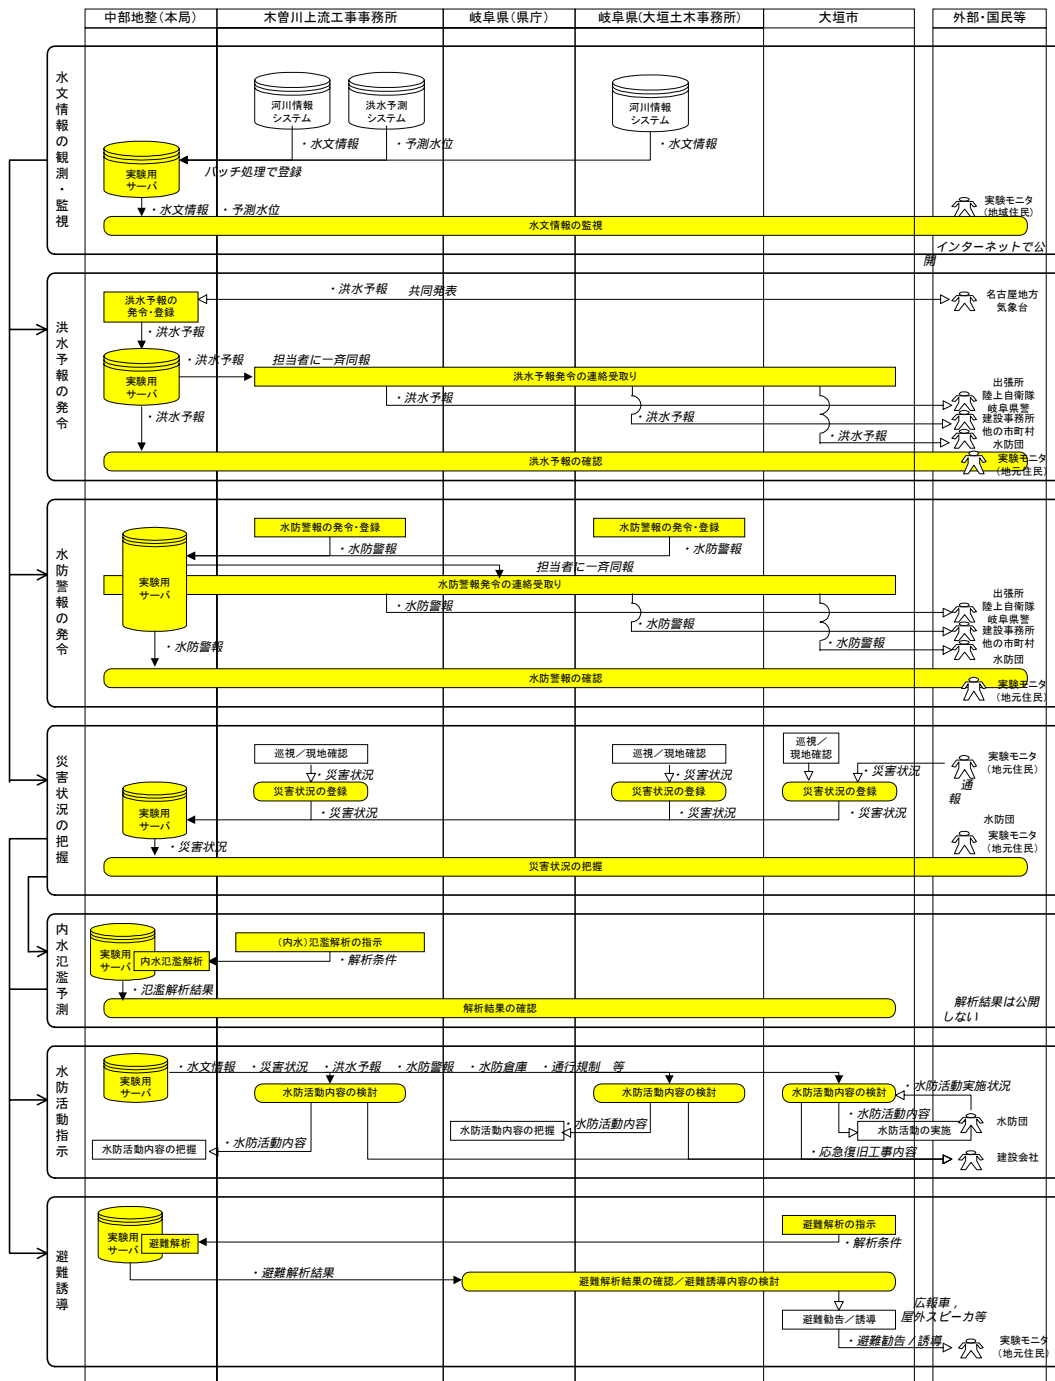 中部地整(本局)
木曽川上流工事事務所
岐阜県(県庁)
岐阜県(大垣土木事務所)
大垣市
外部・国民等
水文情報の観測・監視
河川情報
システム
洪水予測
システム
河川情報
システム
・水文情報
・予測水位
・水文情報
実験用
サーバ
バッチ処理で登録
・水文情報
・予測水位
実験モニタ
(地域住民)
水文情報の監視
インターネットで公
開
洪水予報の発令
洪水予報の
発令・登録
・洪水予報
共同発表
名古屋地方
気象台
・洪水予報
実験用
サーバ
・洪水予報
担当者に一斉同報
洪水予報発令の連絡受取り
・洪水予報
・洪水予報
・洪水予報
・洪水予報
出張所
陸上自衛隊
岐阜県警
建設事務所
他の市町村
水防団
洪水予報の確認
実験モニタ
(地元住民)
水防警報の発令
水防警報の発令・登録
水防警報の発令・登録
・水防警報
・水防警報
実験用
サーバ
担当者に一斉同報
水防警報発令の連絡受取り
・水防警報
・水防警報
・水防警報
・水防警報
出張所
陸上自衛隊
岐阜県警
建設事務所
他の市町村
水防団
水防警報の確認
実験モニタ
(地元住民)
災害状況の把握
巡視/現地確認
巡視/現地確認
巡視/
現地確認
・災害状況
・災害状況
・災害状況
実験モニタ
(地元住民)
通
報
災害状況の登録
災害状況の登録
災害状況の登録
実験用
サーバ
・災害状況
・災害状況
・災害状況
・災害状況
水防団
実験モニタ
(地元住民)
災害状況の把握
内水氾濫予測
実験用
サーバ
内水氾濫解析
(内水)氾濫解析の指示
・解析条件
・氾濫解析結果
解析結果の確認
解析結果は公開
しない
水防活動指示
実験用
サーバ
・水文情報 ・災害状況 ・洪水予報 ・水防警報 ・水防倉庫 ・通行規制 等
水防活動内容の検討
水防活動内容の検討
水防活動内容の検討
・水防活動実施状況
水防活動内容の把握
・水防活動内容
水防活動内容の把握
・水防活動内容
・水防活動内容
水防活動の実施
水防団
・応急復旧工事内容
建設会社
避難誘導
実験用
サーバ
避難解析
避難解析の指示
・解析条件
・避難解析結果
避難解析結果の確認/避難誘導内容の検討
避難勧告/誘導
広報車,
屋外スピーカ等
・避難勧告/誘導
実験モニタ
(地元住民)